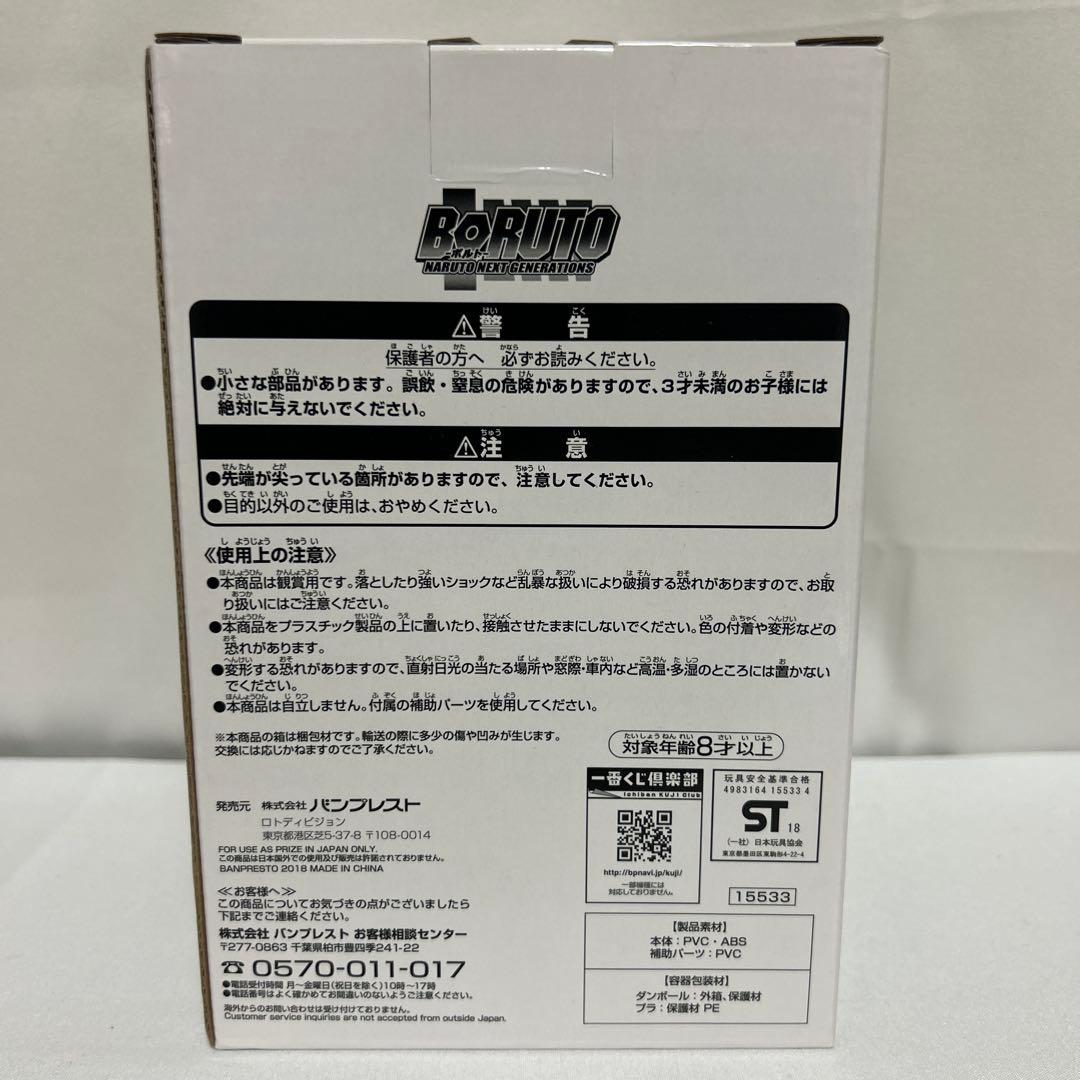 BORUTO
-ボルト-
NARUTO NEXT GENERATIONS
⚠警告
保護者の方へ 必ずお読みください。
●小さな部品があります。誤飲・窒息の危険がありますので、3才未満のお子様には
絶対に与えないでください。
⚠注意
●先端が尖っている箇所がありますので、注意してください。
●目的以外のご使用は、おやめください。
《使用上の注意》
●本商品は観賞用です。落としたり強いショックなど乱暴な扱いにより破損する恐れがありますので、お取
り扱いにはご注意ください。
●本商品をプラスチック製品の上に置いたり、接触させたままにしないでください。色の付着や変形などの
恐れがあります。
●変形する恐れがありますので、直射日光の当たる場所や窓際・車内など高温・多湿のところには置かない
でください。
●本商品は自立しません。付属の補助パーツを使用してください。
※本商品の箱は梱包材です。輸送の際に多少の傷や凹みが生じます。
交換には応じかねますのでご了承ください。
対象年齢8才以上
発売元 株式会社 バンプレスト
ロトディビジョン
東京都港区芝5-37-8 〒108-0014
FOR USE AS PRIZE IN JAPAN ONLY.
この商品は日本国外での使用及び販売は許諾されておりません。
BANPRESTO 2018 MADE IN CHINA
≪お客様へ≫
この商品についてお気づきの点がございましたら
下記までご連絡ください。
株式会社 バンプレスト お客様相談センター
〒277-0863 千葉県柏市豊四季241-22
☎ 0570-011-017
●電話受付時間 月～金曜日(祝日を除く)10時～17時
●電話番号はよく確かめてお間違いのないようご注意ください。
海外からのお問い合わせは受け付けておりません。
Customer service inquiries are not accepted from outside Japan.
一番くじ倶楽部
Ichiban KUJI Club
http://bpnavi.jp/kuji/
一部機種には
対応しておりません。
玩具安全基準合格
4983164 15533 4
ST 18
(一社)日本玩具協会
東京都墨田区東駒形4-22-4
15533
【製品素材】
本体:PVC・ABS
補助パーツ:PVC
【容器包装材】
ダンボール:外箱、保護材
プラ:保護材 PE